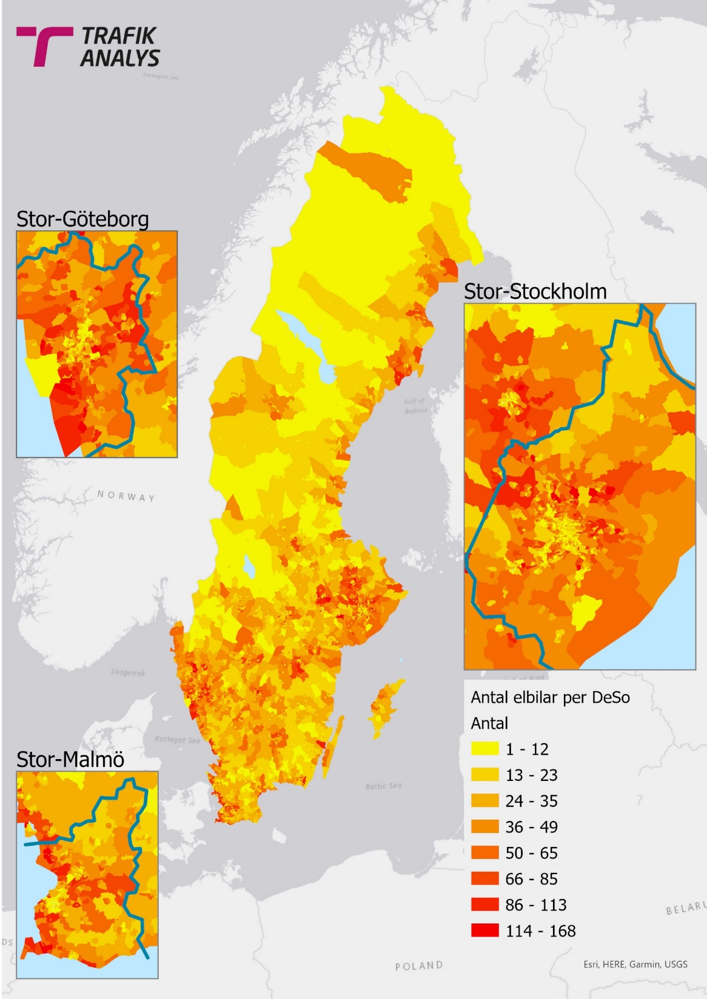 TRAFIK
ANALYS
Norwegian Sea
Stor-Göteborg
Stor-Stockholm
Gulf of
Bothnia
NORWAY
Skagerrak
Kattegat Sea
Stor-Malmö
Baltic Sea
Antal elbilar per DeSo
Antal
1 - 12
13 - 23
24 - 35
36 - 49
50 - 65
66 - 85
86 - 113
114 - 168
BELARU
DS
POLAND
Esri, HERE, Garmin, USGS